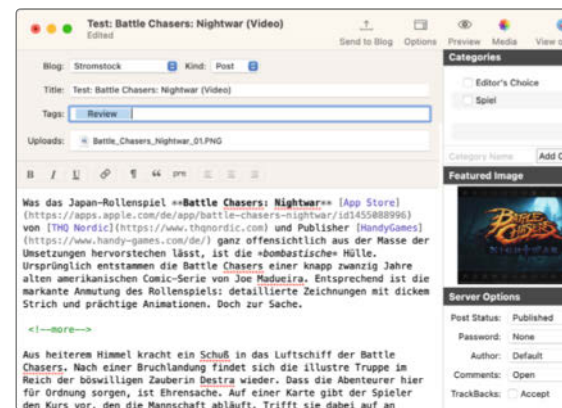 Test: Battle Chasers: Nightwar (Video)
Edited
Send to Blog Options Preview Media View
Blog: Stromstock Kind: Post
Title: Test: Battle Chasers: Nightwar (Video)
Tags: Review
Uploads: Battle_Chasers_Nightwar_01.PNG
B I U ¶ pre
Was das Japan-Rollenspiel **Battle Chasers: Nightwar** [App Store]
(https://apps.apple.com/de/app/battle-chasers-nightwar/id1455088996)
von [THQ Nordic](https://www.thqnordic.com) und Publisher [HandyGames]
(https://www.handy-games.com/de/) ganz offensichtlich aus der Masse der
Umsetzungen hervorstechen lässt, ist die *bombastische* Hülle.
Ursprünglich entstammen die Battle Chasers einer knapp zwanzig Jahre
alten amerikanischen Comic-Serie von Joe Madueira. Entsprechend ist die
markante Anmutung des Rollenspiels: detaillierte Zeichnungen mit dickem
Strich und prächtige Animationen. Doch zur Sache.
<!--more-->
Aus heiterem Himmel kracht ein Schuß in das Luftschiff der Battle
Chasers. Nach einer Bruchlandung findet sich die illustre Truppe im
Reich der böswilligen Zauberin Destra wieder. Dass die Abenteurer hier
für Ordnung sorgen, ist Ehrensache. Auf einer Karte gibt der Spieler
den Kurs vor, den die Mannschaft abläuft. Trifft sie dabei auf an
Categories
Editor's Choice
Spiel
Category Name Add
Featured Image
BATTLE
CHASERS
NIGHTWAR
Server Options
Post Status: Published
Password: None
Author: Default
Comments: Open
TrackBacks: Accept